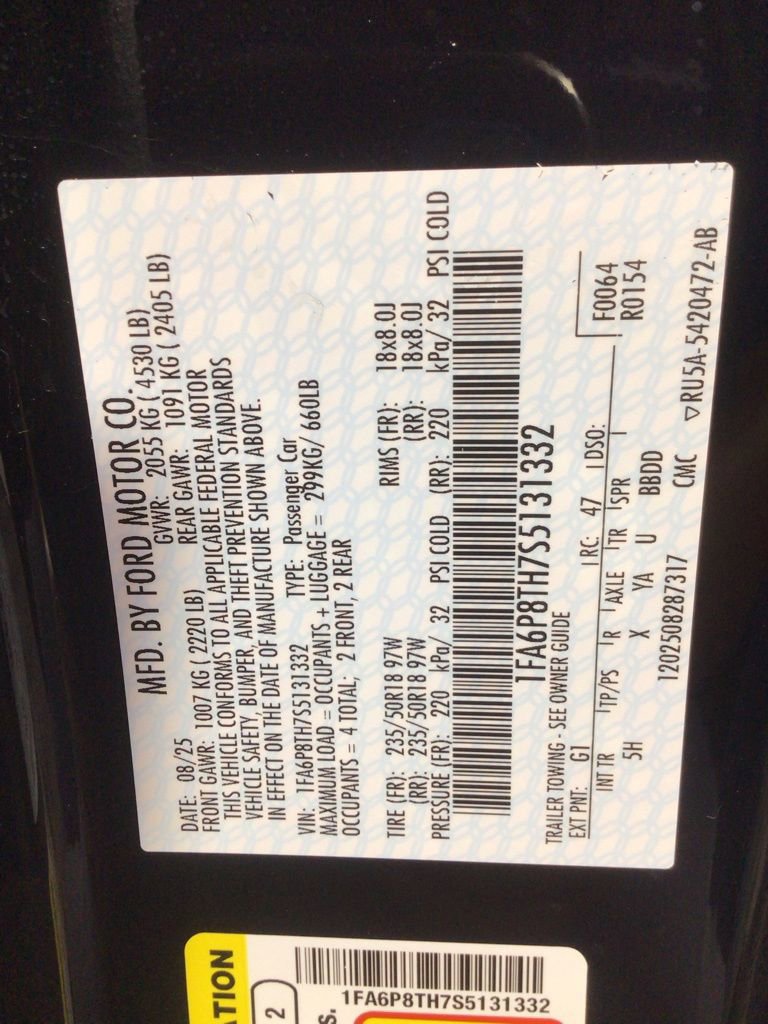 MFD. BY FORD MOTOR CO.
DATE: 08/25 GVWR: 2055 KG ( 4530 LB)
FRONT GAWR: 1007 KG ( 2220 LB) REAR GAWR: 1091 KG ( 2405 LB)
THIS VEHICLE CONFORMS TO ALL APPLICABLE FEDERAL MOTOR
VEHICLE SAFETY, BUMPER, AND THEFT PREVENTION STANDARDS
IN EFFECT ON THE DATE OF MANUFACTURE SHOWN ABOVE.
VIN: 1FA6P8TH7S5131332 TYPE: Passenger Car
MAXIMUM LOAD = OCCUPANTS + LUGGAGE = 299KG/ 660LB
OCCUPANTS = 4 TOTAL; 2 FRONT, 2 REAR
TIRE (FR): 235/50R18 97W RIMS (FR): 18x8.0J
(RR): 235/50R18 97W (RR): 18x8.0J
PRESSURE (FR): 220 kPa/ 32 PSI COLD (RR): 220 kPa/ 32 PSI COLD
1FA6P8TH7S5131332
TRAILER TOWING - SEE OWNER GUIDE
EXT PNT: G1 RC: 47 DSO: F0064
INT TR TP/PS R AXLE TR SPR R0154
5H X YA U BBDD
1202508287317 CMC ▽RU5A-5420472-AB
ATION
2
s.
1FA6P8TH7S5131332